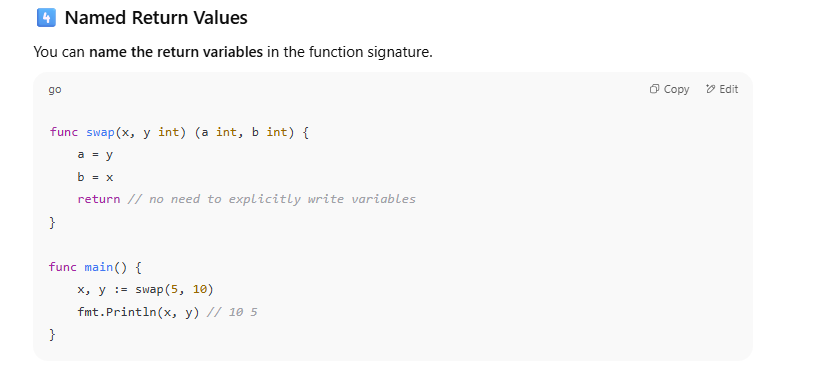 4 Named Return Values
You can name the return variables in the function signature.
go Copy Edit
func swap(x, y int) (a int, b int) {
    a = y
    b = x
    return // no need to explicitly write variables
}
func main() {
    x, y := swap(5, 10)
    fmt.Println(x, y) // 10 5
}